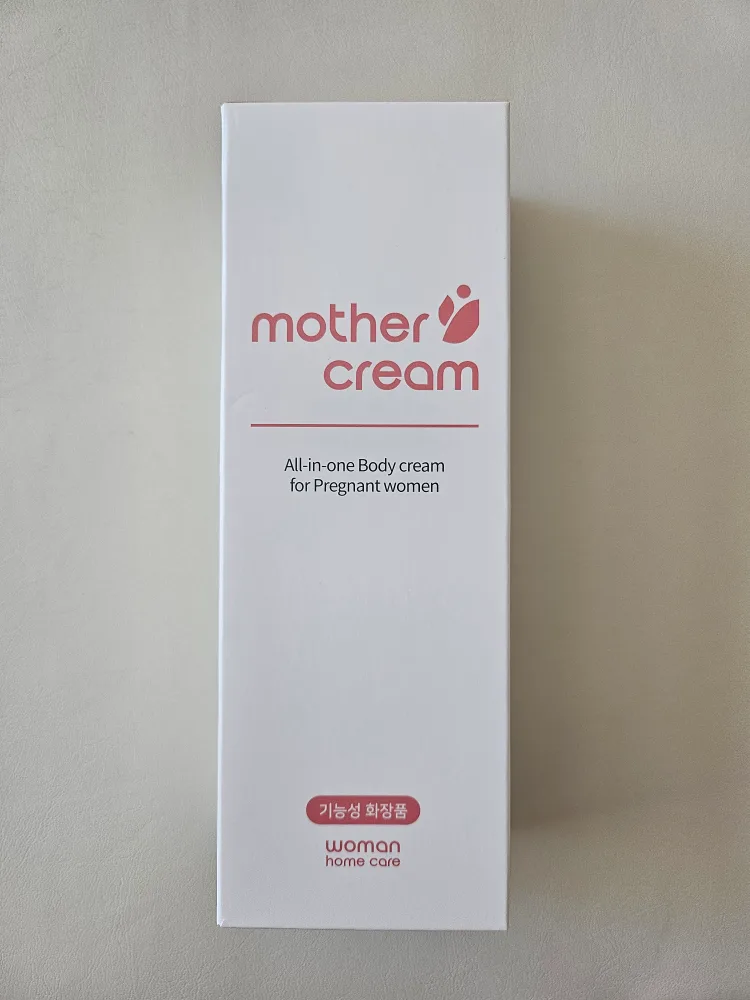 mother
cream
All-in-one Body cream
for Pregnant women
기능성 화장품
woman
home care